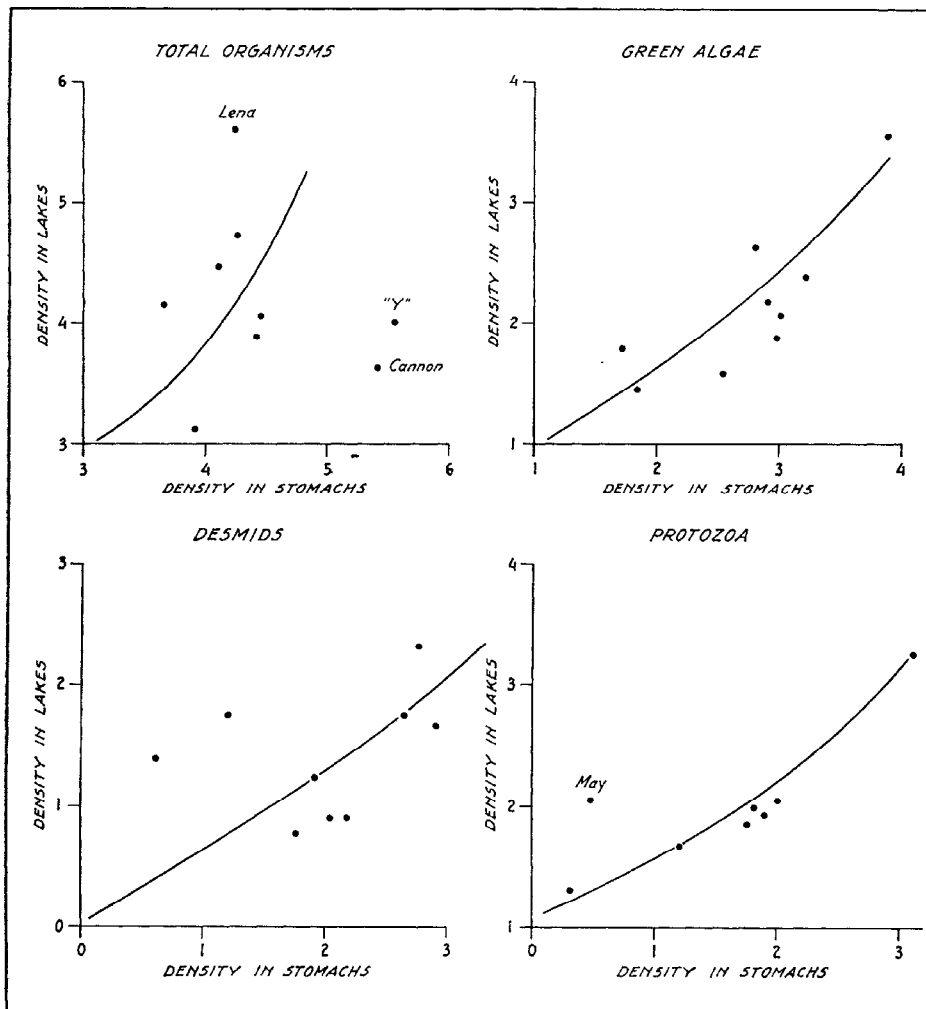 TOTAL ORGANISMS
6
5
4
3
3
4
5
6
DENSITY IN LAKES
DENSITY IN STOMACHS
Lena
"Y"
Cannon
GREEN ALGAE
4
3
2
1
1
2
3
4
DENSITY IN LAKES
DENSITY IN STOMACHS
DESMIDS
3
2
1
0
0
1
2
3
DENSITY IN LAKES
DENSITY IN STOMACHS
PROTOZOA
4
3
2
1
0
1
2
3
DENSITY IN LAKES
DENSITY IN STOMACHS
May